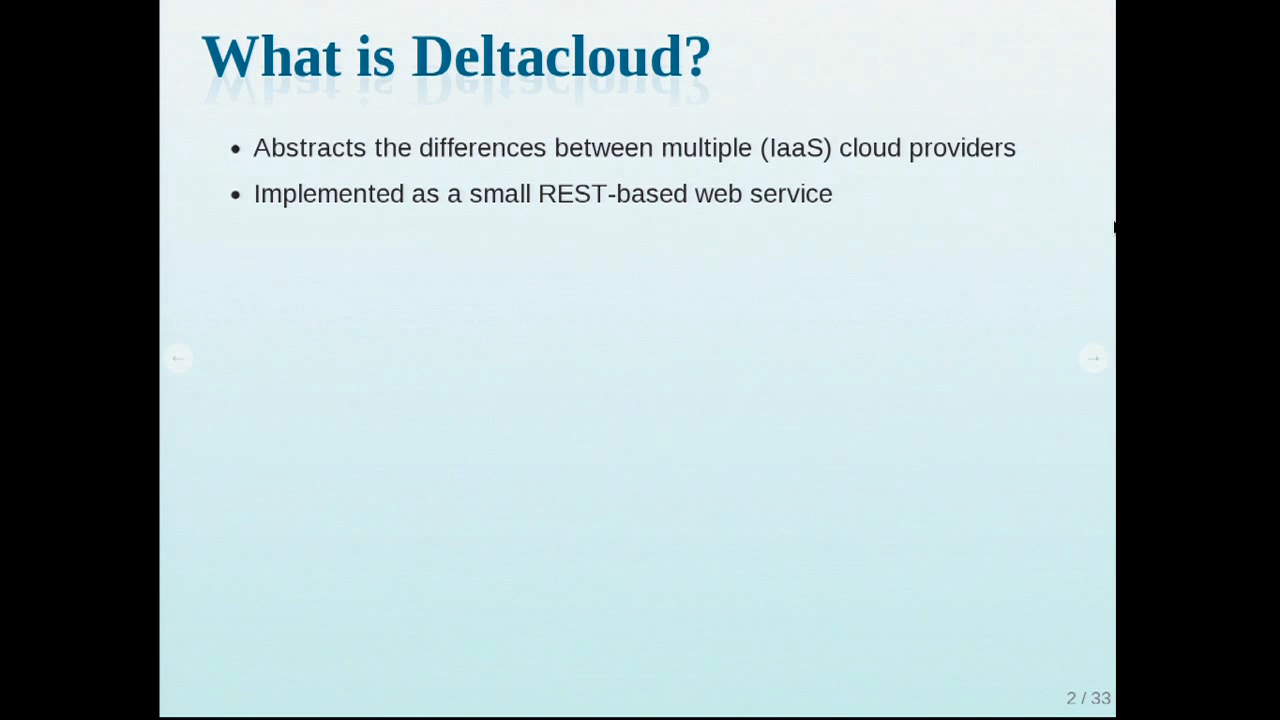 What is Deltacloud?
• Abstracts the differences between multiple (IaaS) cloud providers
• Implemented as a small REST-based web service
← →
2 / 33